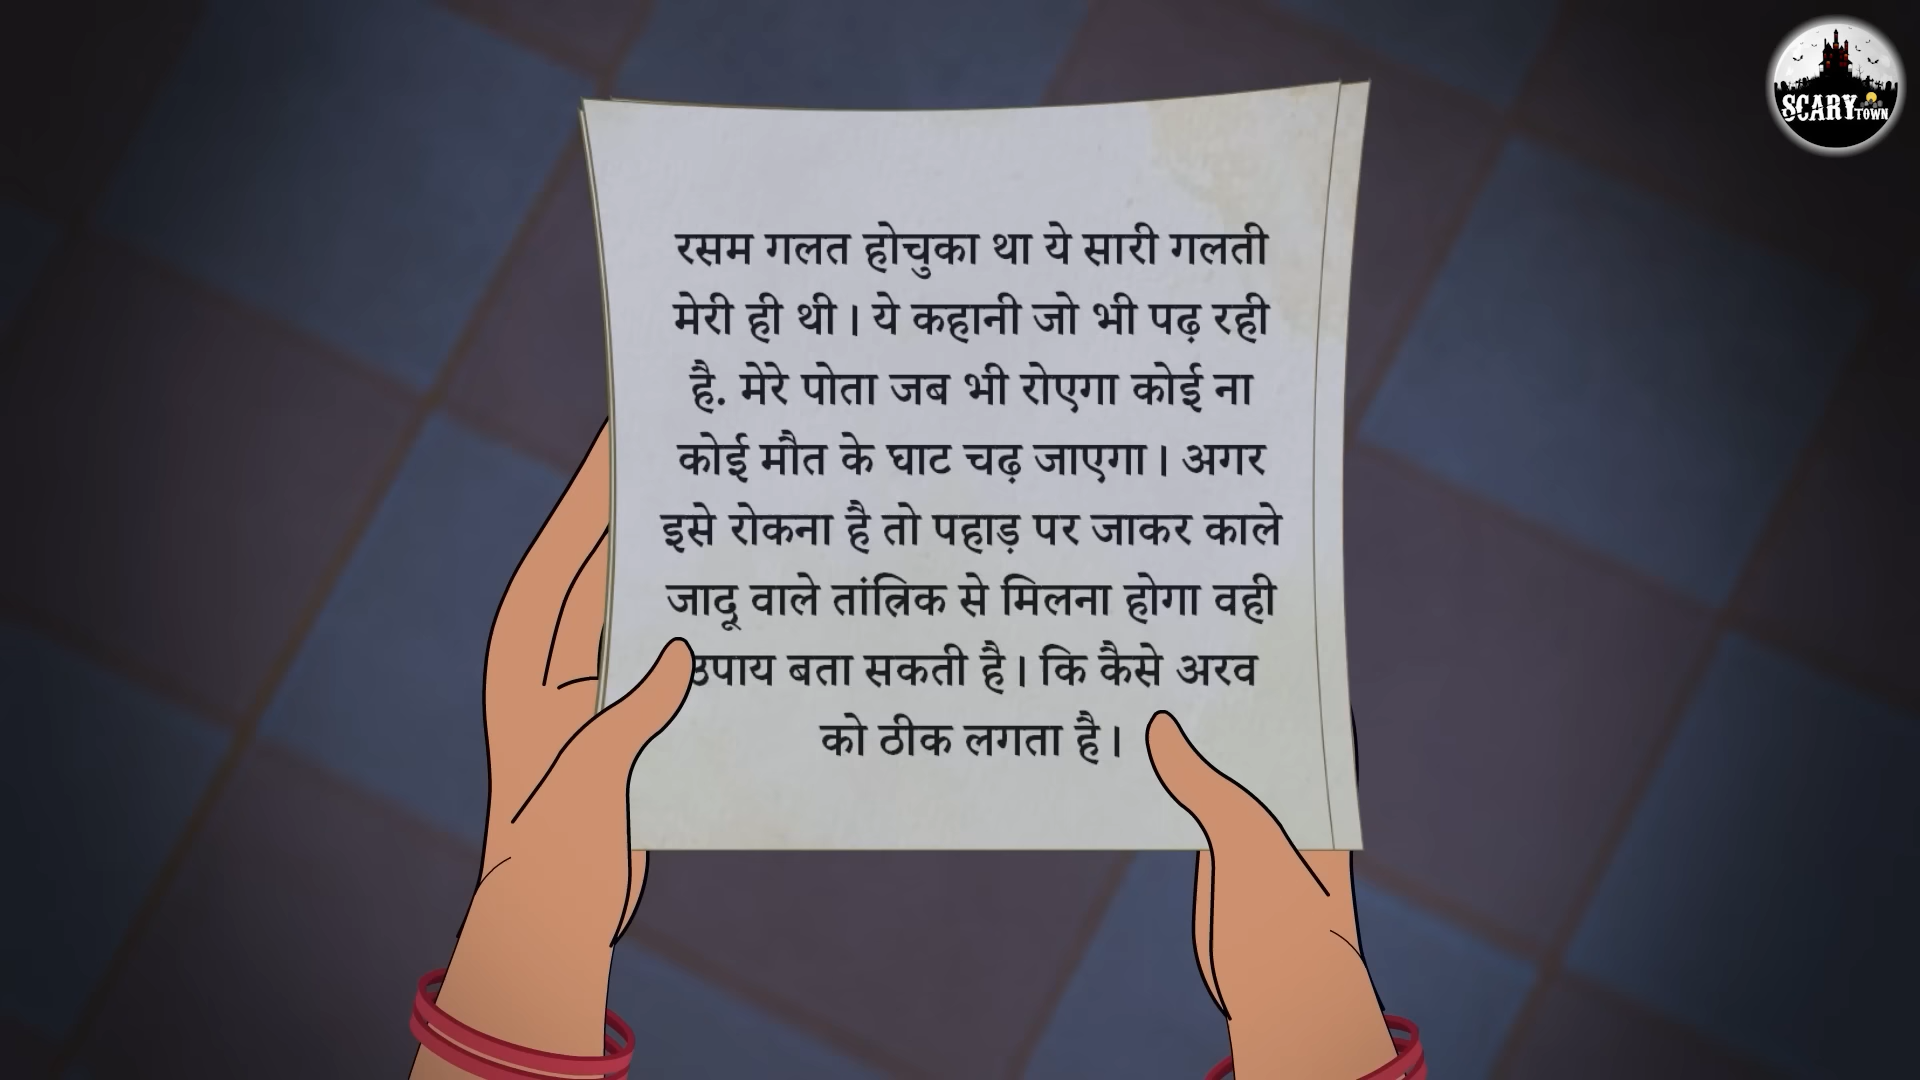 SCARY TOWN
रसम गलत होचुका था ये सारी गलती
मेरी ही थी। ये कहानी जो भी पढ़ रही
है. मेरे पोता जब भी रोएगा कोई ना
कोई मौत के घाट चढ़ जाएगा। अगर
इसे रोकना है तो पहाड़ पर जाकर काले
जादू वाले तांत्रिक से मिलना होगा वही
उपाय बता सकती है। कि कैसे अरव
को ठीक लगता है।